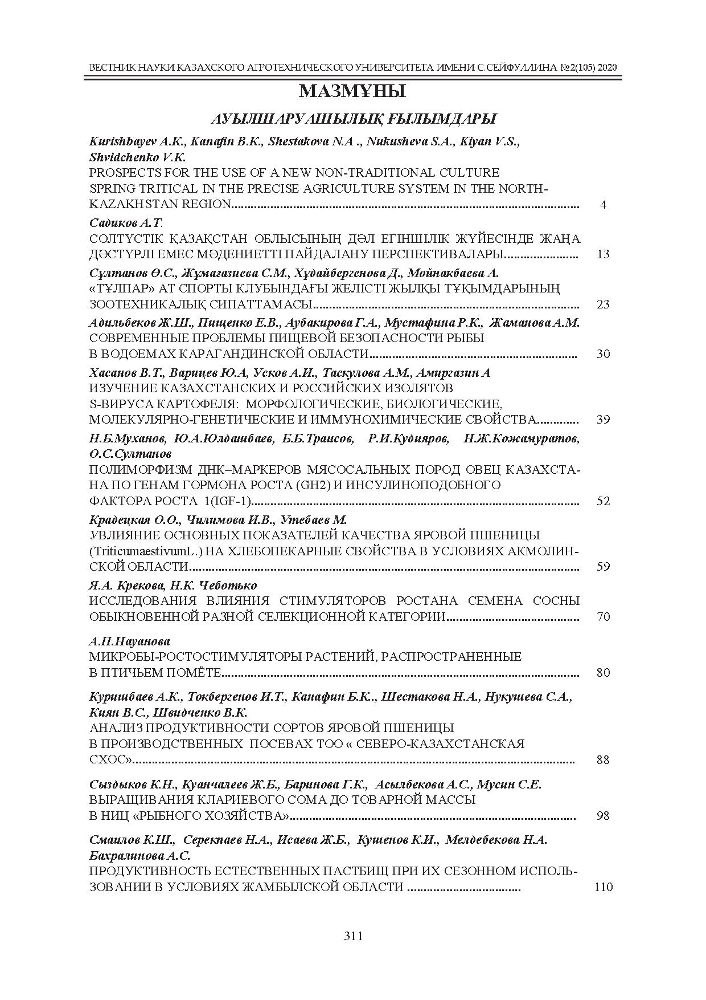 ВЕСТНИК НАУКИ КАЗАХСКОГО АГРОТЕХНИЧЕСКОГО УНИВЕРСИТЕТА ИМЕНИ С.СЕЙФУЛЛИНА №2(105) 2020
МАЗМҰНЫ
АУЫЛШАРУАШЫЛЫҚ ҒЫЛЫМДАРЫ
Kurishbayev A.K., Kanafin B.K., Shestakova N.A ., Nukusheva S.A., Kiyan V.S.,
Shvidchenko V.K.
PROSPECTS FOR THE USE OF A NEW NON-TRADITIONAL CULTURE
SPRING TRITICAL IN THE PRECISE AGRICULTURE SYSTEM IN THE NORTH-
KAZAKHSTAN REGION........................................................................................................... 4
Садиков А.Т.
СОЛТҮСТІК ҚАЗАҚСТАН ОБЛЫСЫНЫҢ ДӘЛ ЕГІНШІЛІК ЖҮЙЕСІНДЕ ЖАҢА
ДӘСТҮРЛІ ЕМЕС МӘДЕНИЕТТІ ПАЙДАЛАНУ ПЕРСПЕКТИВАЛАРЫ....................... 13
Сұлтанов Ө.С., Жұмагазиева С.М., Хұдайбергенова Д., Мойнакбаева А.
«ТҰЛПАР» АТ СПОРТЫ КЛУБЫНДАҒЫ ЖЕЛІСТІ ЖЫЛҚЫ ТҰҚЫМДАРЫНЫҢ
ЗООТЕХНИКАЛЫҚ СИПАТТАМАСЫ.................................................................................. 23
Адильбеков Ж.Ш., Пищенко Е.В., Аубакирова Г.А., Мустафина Р.К., Жаманова А.М.
СОВРЕМЕННЫЕ ПРОБЛЕМЫ ПИЩЕВОЙ БЕЗОПАСНОСТИ РЫБЫ
В ВОДОЕМАХ КАРАГАНДИНСКОЙ ОБЛАСТИ................................................................ 30
Хасанов В.Т., Варицев Ю.А, Усков А.И., Таскулова А.М., Амиргазин А
ИЗУЧЕНИЕ КАЗАХСТАНСКИХ И РОССИЙСКИХ ИЗОЛЯТОВ
S-ВИРУСА КАРТОФЕЛЯ: МОРФОЛОГИЧЕСКИЕ, БИОЛОГИЧЕСКИЕ,
МОЛЕКУЛЯРНО-ГЕНЕТИЧЕСКИЕ И ИММУНОХИМИЧЕСКИЕ СВОЙСТВА............. 39
Н.Б.Муханов, Ю.А.Юлдашбаев, Б.Б.Траисов, Р.И.Кудияров, Н.Ж.Кожамуратов,
О.С.Султанов
ПОЛИМОРФИЗМ ДНК–МАРКЕРОВ МЯСОСАЛЬНЫХ ПОРОД ОВЕЦ КАЗАХСТА-
НА ПО ГЕНАМ ГОРМОНА РОСТА (GH2) И ИНСУЛИНОПОДОБНОГО
ФАКТОРА РОСТА 1(IGF-1)..................................................................................................... 52
Крадецкая О.О., Чилимова И.В., Утебаев М.
УВЛИЯНИЕ ОСНОВНЫХ ПОКАЗАТЕЛЕЙ КАЧЕСТВА ЯРОВОЙ ПШЕНИЦЫ
(TriticumaestivumL.) НА ХЛЕБОПЕКАРНЫЕ СВОЙСТВА В УСЛОВИЯХ АКМОЛИН-
СКОЙ ОБЛАСТИ........................................................................................................................ 59
Я.А. Крекова, Н.К. Чеботько
ИССЛЕДОВАНИЯ ВЛИЯНИЯ СТИМУЛЯТОРОВ РОСТАНА СЕМЕНА СОСНЫ
ОБЫКНОВЕННОЙ РАЗНОЙ СЕЛЕКЦИОННОЙ КАТЕГОРИИ......................................... 70
А.П.Науанова
МИКРОБЫ-РОСТОСТИМУЛЯТОРЫ РАСТЕНИЙ, РАСПРОСТРАНЕННЫЕ
В ПТИЧЬЕМ ПОМЁТЕ.............................................................................................................. 80
Куришбаев А.К., Токбергенов И.Т., Канафин Б.К.., Шестакова Н.А., Нукушева С.А.,
Киян В.С., Швидченко В.К.
АНАЛИЗ ПРОДУКТИВНОСТИ СОРТОВ ЯРОВОЙ ПШЕНИЦЫ
В ПРОИЗВОДСТВЕННЫХ ПОСЕВАХ ТОО « СЕВЕРО-КАЗАХСТАНСКАЯ
СХОС»........................................................................................................................................ 88
Сыздыков К.Н., Куанчалеев Ж.Б., Баринова Г.К., Асылбекова А.С., Мусин С.Е.
ВЫРАЩИВАНИЯ КЛАРИЕВОГО СОМА ДО ТОВАРНОЙ МАССЫ
В НИЦ «РЫБНОГО ХОЗЯЙСТВА»........................................................................................ 98
Смаилов К.Ш., Серекпаев Н.А., Исаева Ж.Б., Кушенов К.И., Мелдебекова Н.А.
Бахралинова А.С.
ПРОДУКТИВНОСТЬ ЕСТЕСТВЕННЫХ ПАСТБИЩ ПРИ ИХ СЕЗОННОМ ИСПОЛЬ-
ЗОВАНИИ В УСЛОВИЯХ ЖАМБЫЛСКОЙ ОБЛАСТИ ................................... 110
311